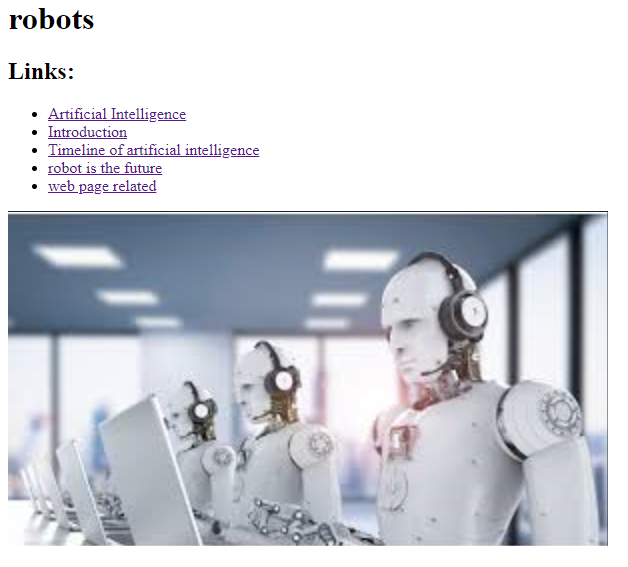 robots
Links:
Artificial Intelligence
Introduction
Timeline of artificial intelligence
robot is the future
web page related